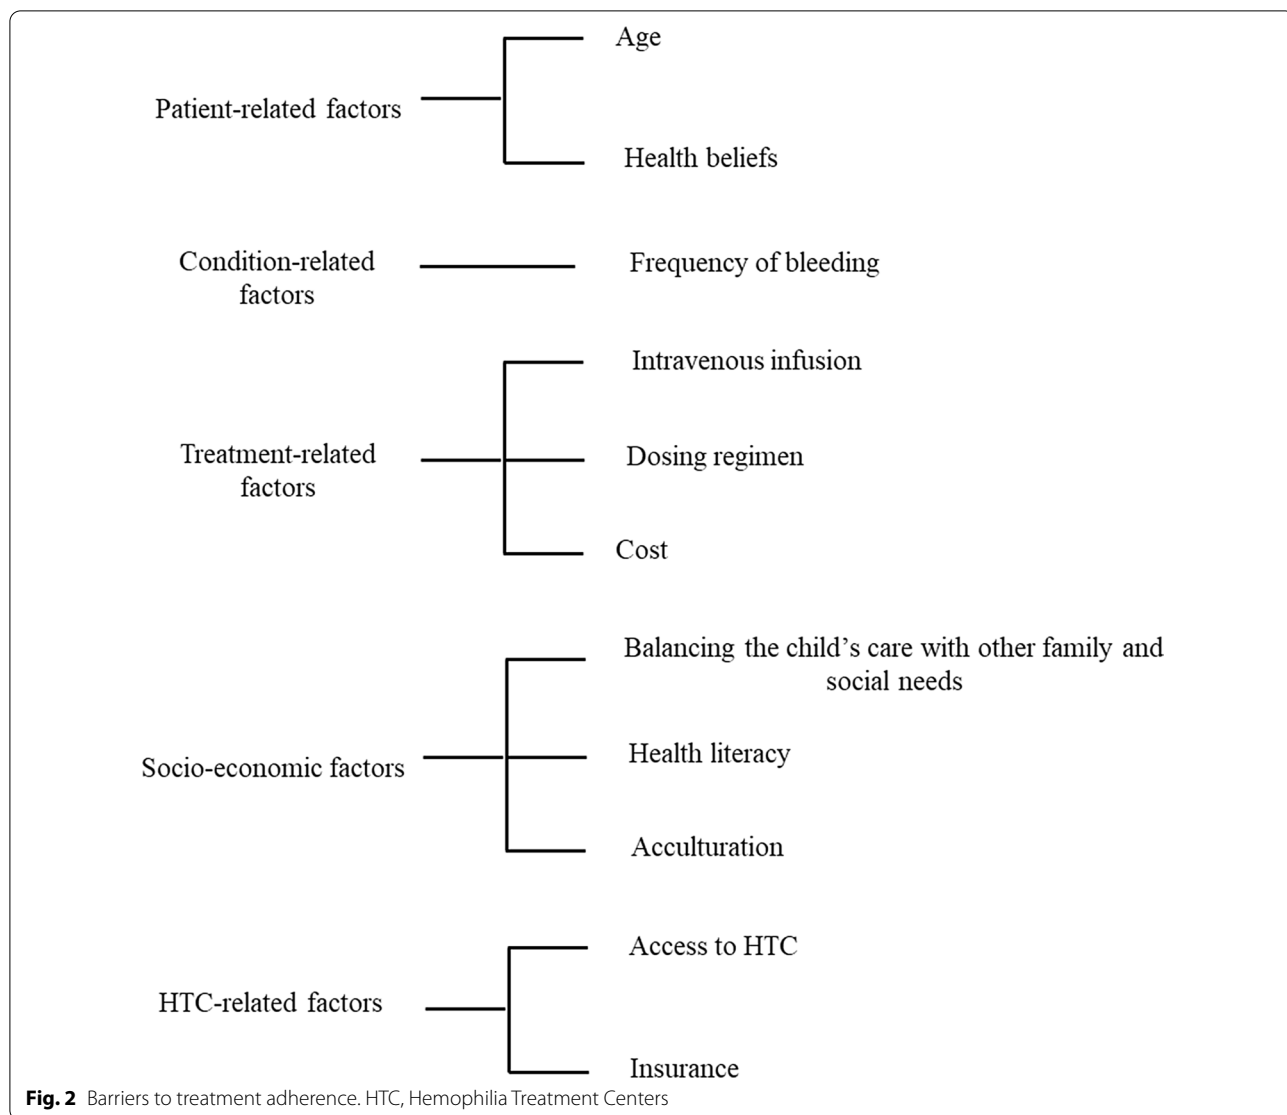 Age
Patient-related factors
Health beliefs
Condition-related
factors
Frequency of bleeding
Intravenous infusion
Treatment-related
factors
Dosing regimen
Cost
Balancing the child’s care with other family and
social needs
Socio-economic factors
Health literacy
Acculturation
Access to HTC
HTC-related factors
Insurance
Fig. 2 Barriers to treatment adherence. HTC, Hemophilia Treatment Centers